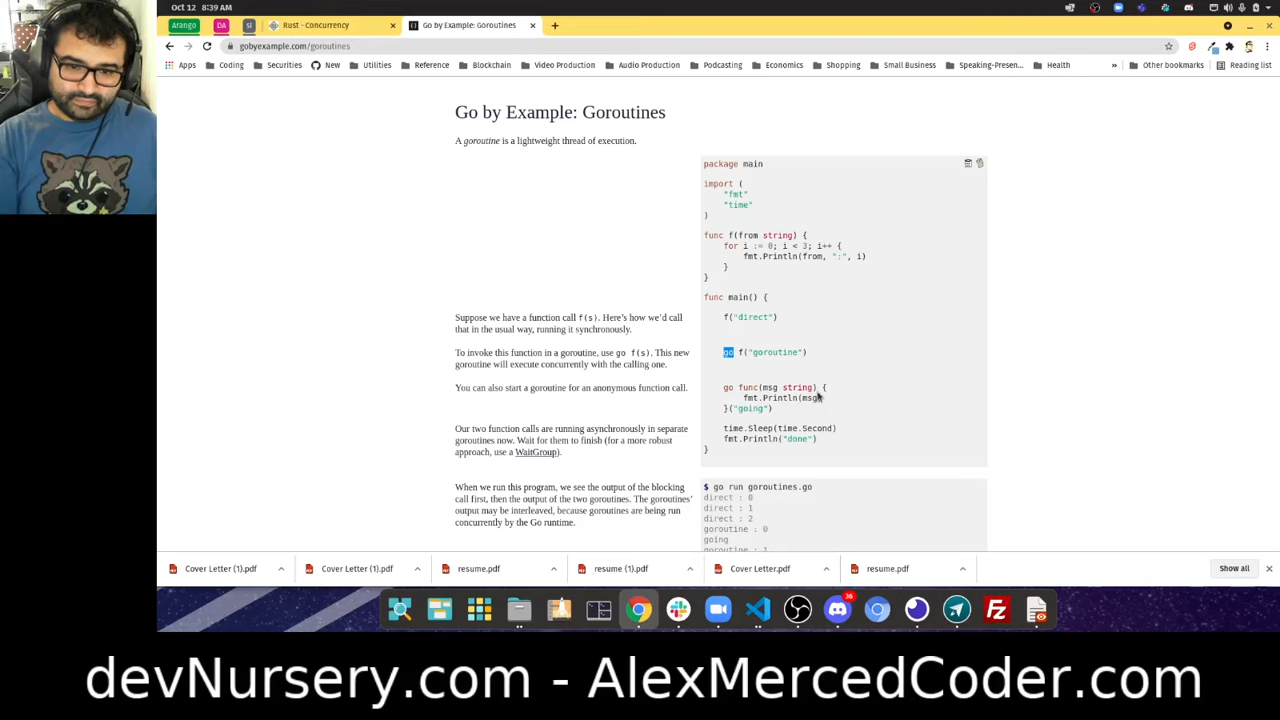 Oct 12 8:39 AM
Arango
DA
SI
Rust - Concurrency
Go by Example: Goroutines
gobyexample.com/goroutines
Apps
Coding
Securities
New
Utilities
Reference
Blockchain
Video Production
Audio Production
Podcasting
Economics
Shopping
Small Business
Speaking-Presen...
Health
»
Other bookmarks
Reading list
Go by Example: Goroutines
A goroutine is a lightweight thread of execution.
package main
import (
"fmt"
"time"
)
func f(from string) {
for i := 0; i < 3; i++ {
fmt.Println(from, ":", i)
}
}
func main() {
Suppose we have a function call f(s). Here's how we'd call
that in the usual way, running it synchronously.
f("direct")
To invoke this function in a goroutine, use go f(s). This new
goroutine will execute concurrently with the calling one.
go f("goroutine")
You can also start a goroutine for an anonymous function call.
go func(msg string) {
fmt.Println(msg
}("going")
Our two function calls are running asynchronously in separate
goroutines now. Wait for them to finish (for a more robust
approach, use a WaitGroup).
time.Sleep(time.Second)
fmt.Println("done")
}
When we run this program, we see the output of the blocking
call first, then the output of the two goroutines. The goroutines'
output may be interleaved, because goroutines are being run
concurrently by the Go runtime.
$ go run goroutines.go
direct : 0
direct : 1
direct : 2
goroutine : 0
going
goroutine : 1
Cover Letter (1).pdf
Cover Letter (1).pdf
resume.pdf
resume (1).pdf
Cover Letter.pdf
resume.pdf
Show all
36
devNursery.com - AlexMercedCoder.com